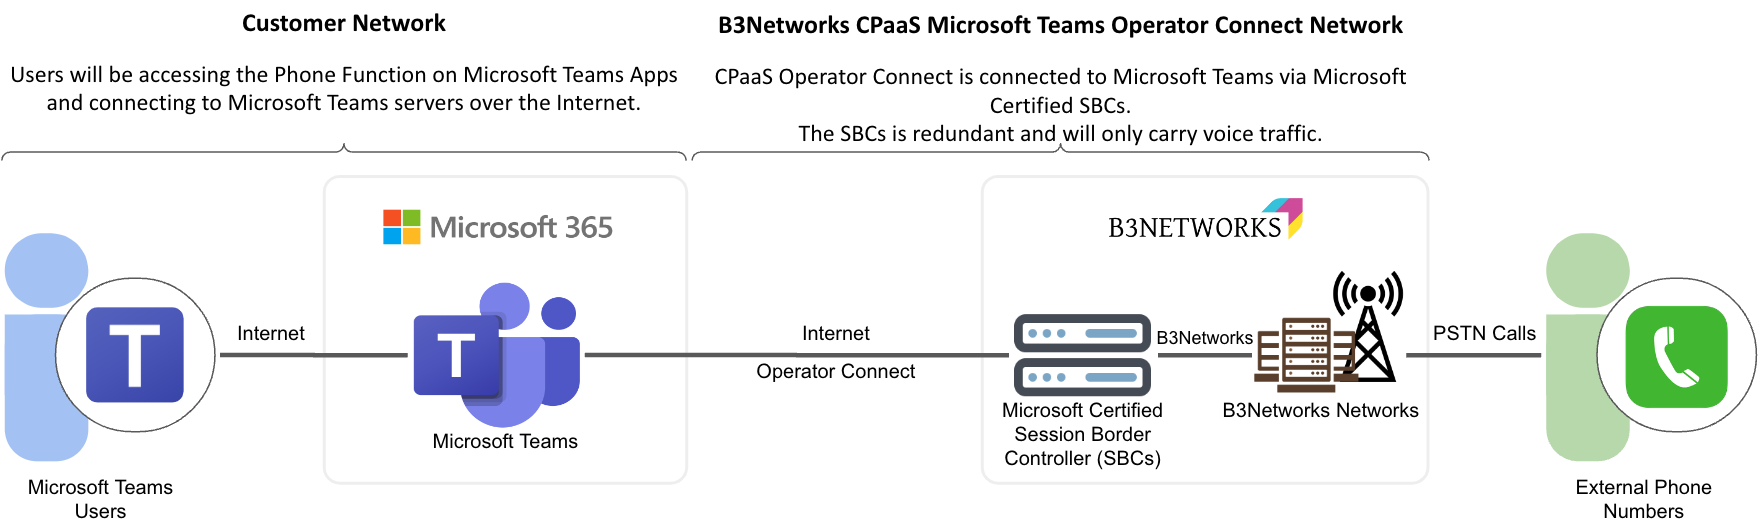 Customer Network
Users will be accessing the Phone Function on Microsoft Teams Apps
and connecting to Microsoft Teams servers over the Internet.
B3Networks CPaaS Microsoft Teams Operator Connect Network
CPaaS Operator Connect is connected to Microsoft Teams via Microsoft
Certified SBCs.
The SBCs is redundant and will only carry voice traffic.
Microsoft 365
B3NETWORKS
T
Internet
T
Microsoft Teams
Internet
Operator Connect
B3Networks
Microsoft Certified
Session Border
Controller (SBCs)
B3Networks Networks
PSTN Calls
Microsoft Teams
Users
External Phone
Numbers